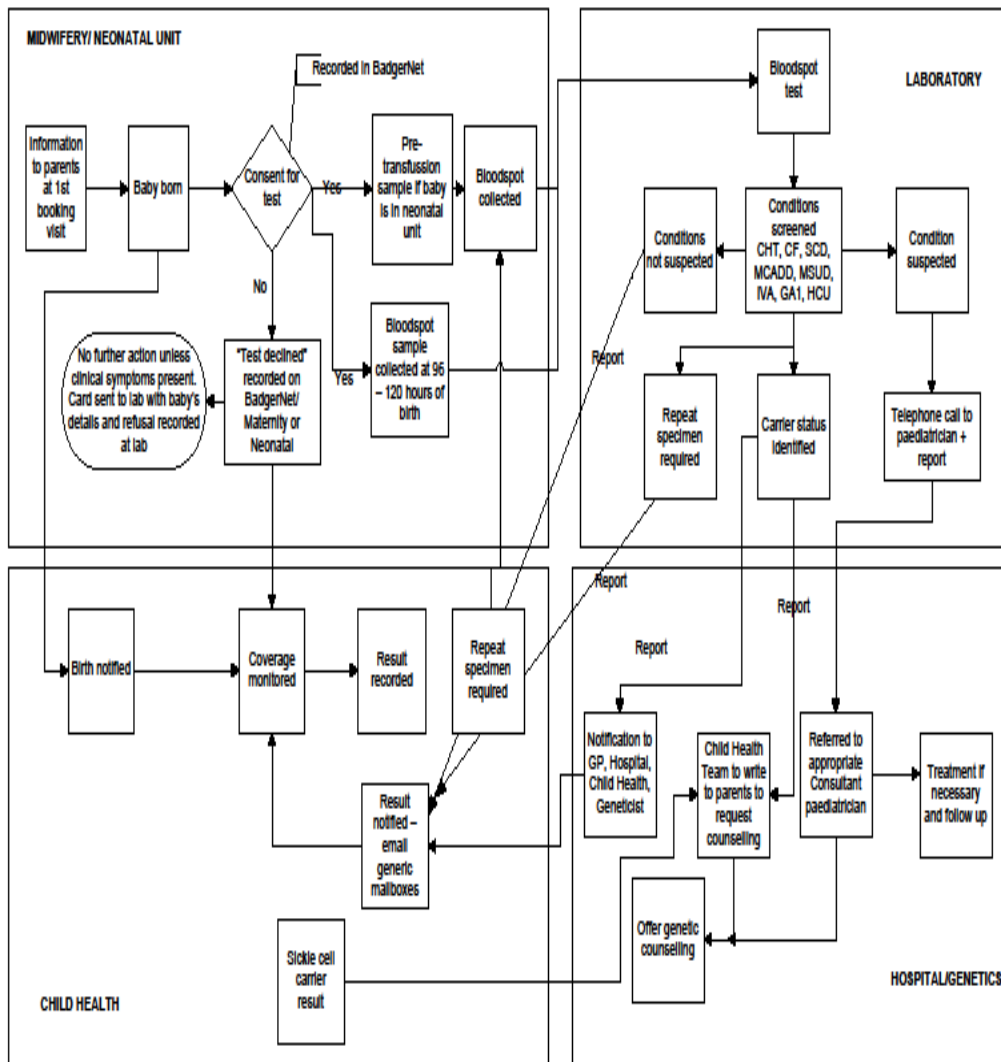 MIDWIFERY/ NEONATAL UNIT
Recorded in BadgerNet
Information
to parents
at 1st
booking
visit
Baby born
Consent for
test
Yes
Pre-
transfussion
sample if baby
is in neonatal
unit
Bloodspot
collected
No
Yes
Bloodspot
sample
collected at 96
– 120 hours of
birth
"Test declined"
recorded on
BadgerNet/
Maternity or
Neonatal
No further action unless
clinical symptoms present.
Card sent to lab with baby's
details and refusal recorded
at lab
LABORATORY
Bloodspot
test
Conditions
not suspected
Conditions
screened
CHT, CF, SCD,
MCADD, MSUD,
IVA, GA1, HCU
Condition
suspected
Report
Repeat
specimen
required
Carrier status
identified
Telephone call to
paediatrician +
report
Birth notified
Coverage
monitored
Result
recorded
Repeat
specimen
required
Result
notified –
email
generic
mailboxes
Sickle cell
carrier
result
CHILD HEALTH
Report
Report
Report
Notification to
GP, Hospital,
Child Health,
Geneticist
Child Health
Team to write
to parents to
request
counselling
Referred to
appropriate
Consultant
paediatrician
Treatment if
necessary
and follow up
Offer genetic
counselling
HOSPITAL/GENETICS